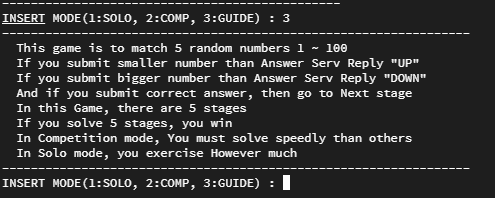 --------------------------------------------
INSERT MODE(1:SOLO, 2:COMP, 3:GUIDE) : 3
-------------------------------------------------------------
This game is to match 5 random numbers 1 ~ 100
If you submit smaller number than Answer Serv Reply "UP"
If you submit bigger number than Answer Serv Reply "DOWN"
And if you submit correct answer, then go to Next stage
In this Game, there are 5 stages
If you solve 5 stages, you win
In Competition mode, You must solve speedly than others
In Solo mode, you exercise However much
-------------------------------------------------------------
INSERT MODE(1:SOLO, 2:COMP, 3:GUIDE) :